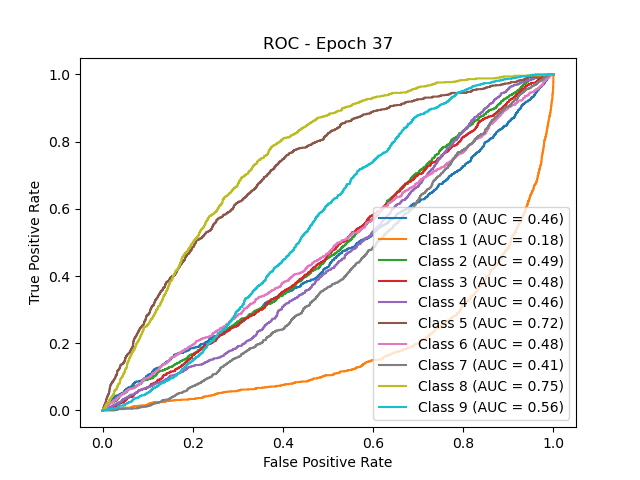 ROC - Epoch 37
True Positive Rate
1.0
0.8
0.6
0.4
0.2
0.0
Class 0 (AUC = 0.46)
Class 1 (AUC = 0.18)
Class 2 (AUC = 0.49)
Class 3 (AUC = 0.48)
Class 4 (AUC = 0.46)
Class 5 (AUC = 0.72)
Class 6 (AUC = 0.48)
Class 7 (AUC = 0.41)
Class 8 (AUC = 0.75)
Class 9 (AUC = 0.56)
0.0 0.2 0.4 0.6 0.8 1.0
False Positive Rate